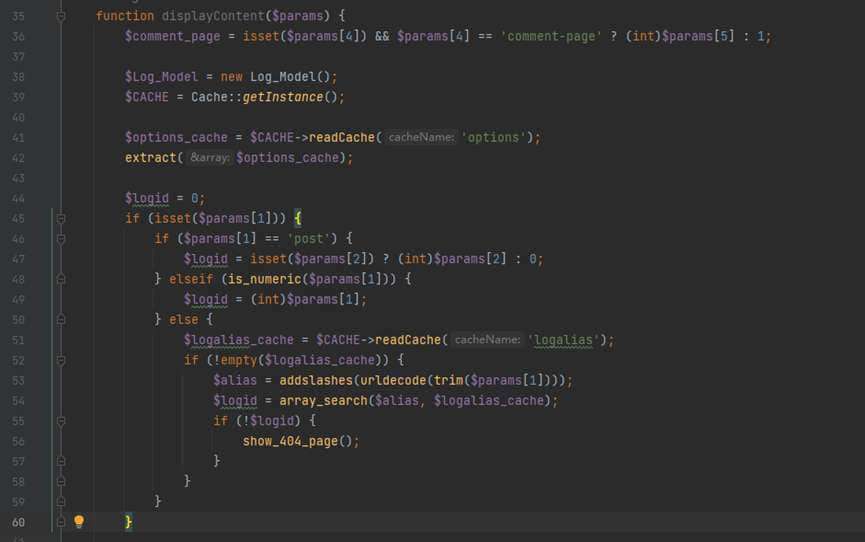 35 function displayContent($params) {
36 $comment_page = isset($params[4]) && $params[4] == 'comment-page' ? (int)$params[5] : 1;
37
38 $Log_Model = new Log_Model();
39 $CACHE = Cache::getInstance();
40
41 $options_cache = $CACHE->readCache( cacheName: 'options');
42 extract( &array: $options_cache);
43
44 $logid = 0;
45 if (isset($params[1])) {
46 if ($params[1] == 'post') {
47 $logid = isset($params[2]) ? (int)$params[2] : 0;
48 } elseif (is_numeric($params[1])) {
49 $logid = (int)$params[1];
50 } else {
51 $logalias_cache = $CACHE->readCache( cacheName: 'logalias');
52 if (!empty($logalias_cache)) {
53 $alias = addslashes(urldecode(trim($params[1])));
54 $logid = array_search($alias, $logalias_cache);
55 if (!$logid) {
56 show_404_page();
57 }
58 }
59 }
60 }